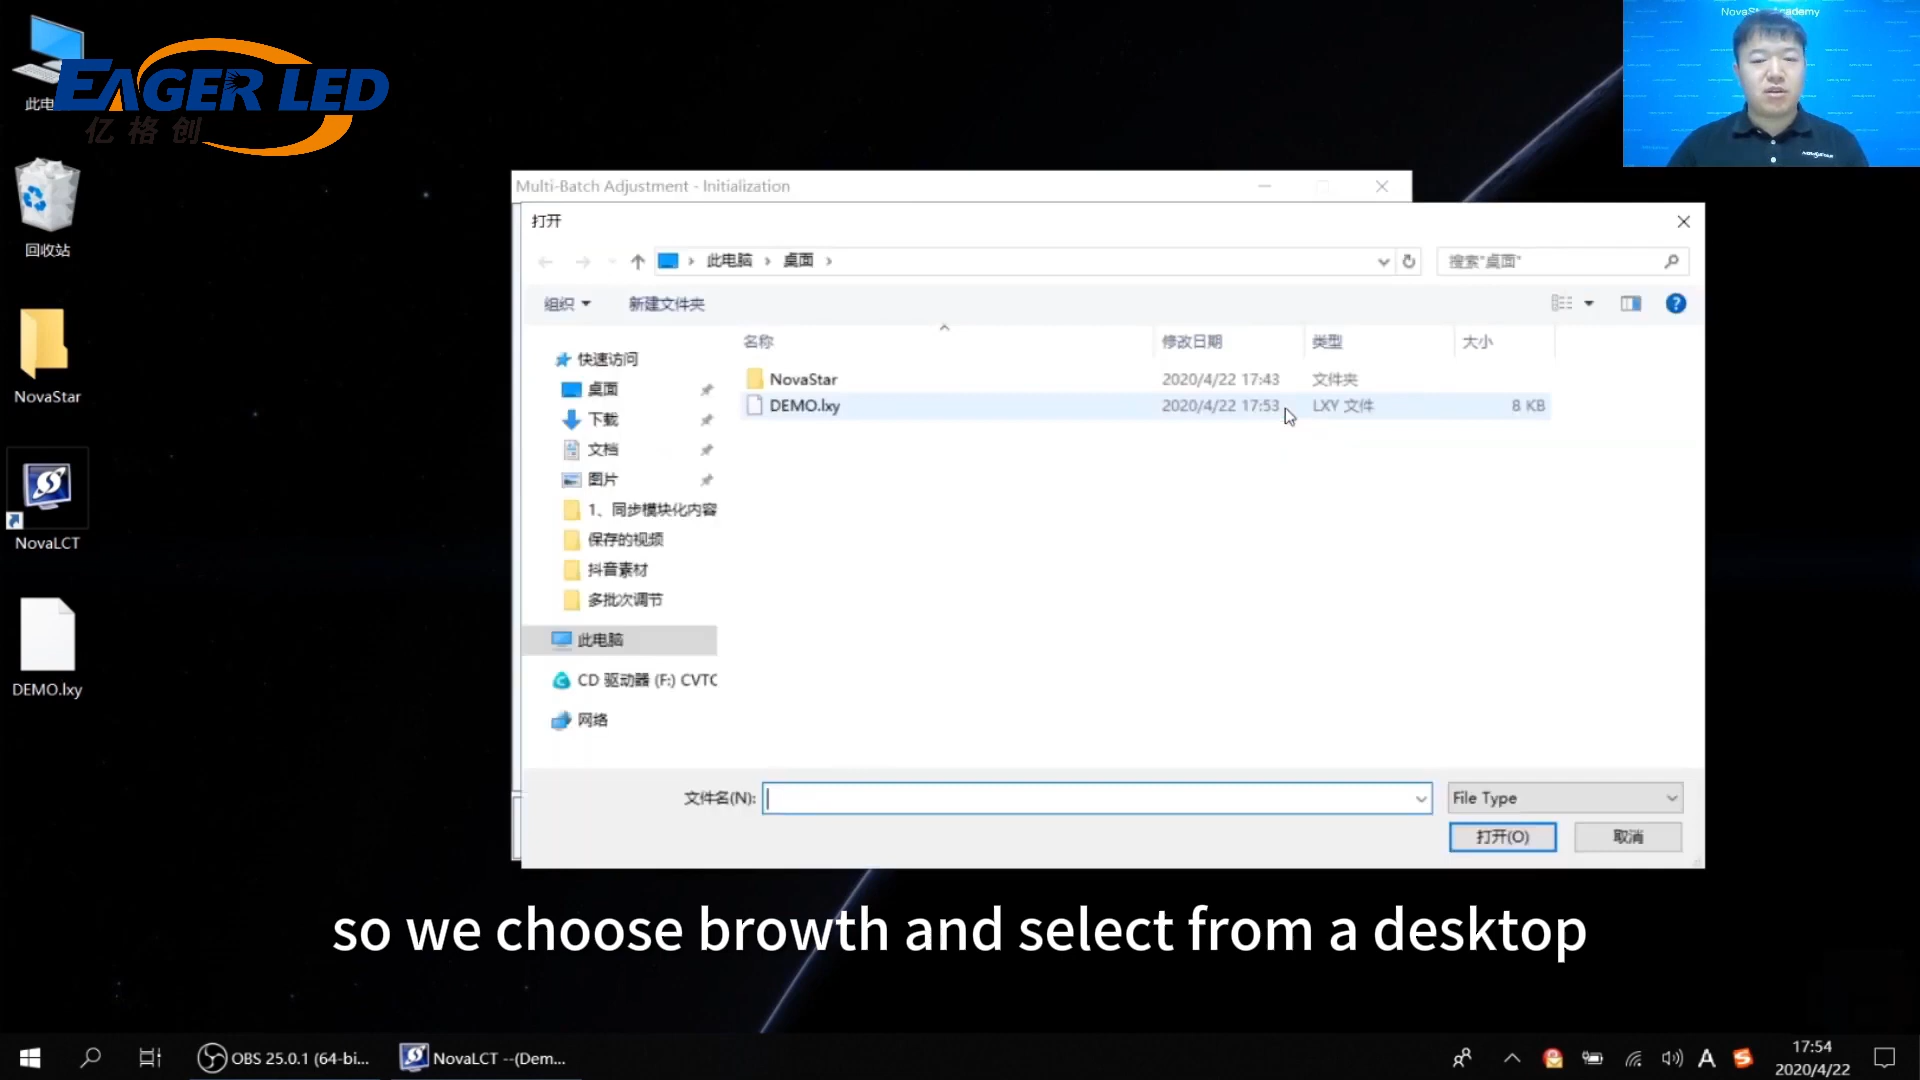 此电
EAGER LED
亿格创
回收站
NovaStar
NovaLCT
DEMO.lxy
Multi-Batch Adjustment - Initialization
打开
此电脑 › 桌面 ›
搜索"桌面"
组织
新建文件夹
名称 修改日期 类型 大小
NovaStar 2020/4/22 17:43 文件夹
DEMO.lxy 2020/4/22 17:53 LXY 文件 8 KB
快速访问
桌面
下载
文档
图片
1、同步模块化内容
保存的视频
抖音素材
多批次调节
此电脑
CD 驱动器 (F:) CVTC
网络
文件名(N):
File Type
打开(O)
取消
so we choose browth and select from a desktop
OBS 25.0.1 (64-bi...
NovaLCT --(Dem...
A
17:54
2020/4/22